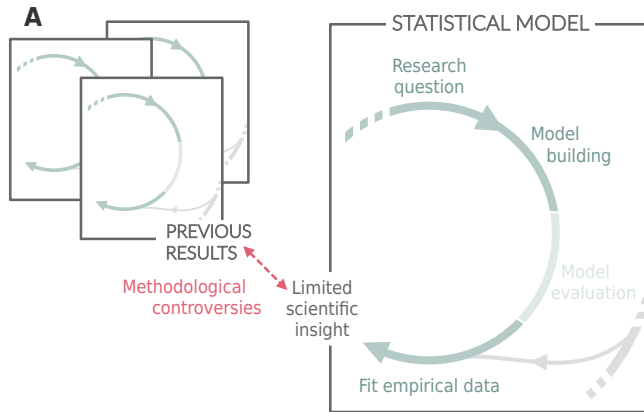 A
STATISTICAL MODEL
Research
question
Model
building
Model
evaluation
Fit empirical data
PREVIOUS
RESULTS
Methodological
controversies
Limited
scientific
insight